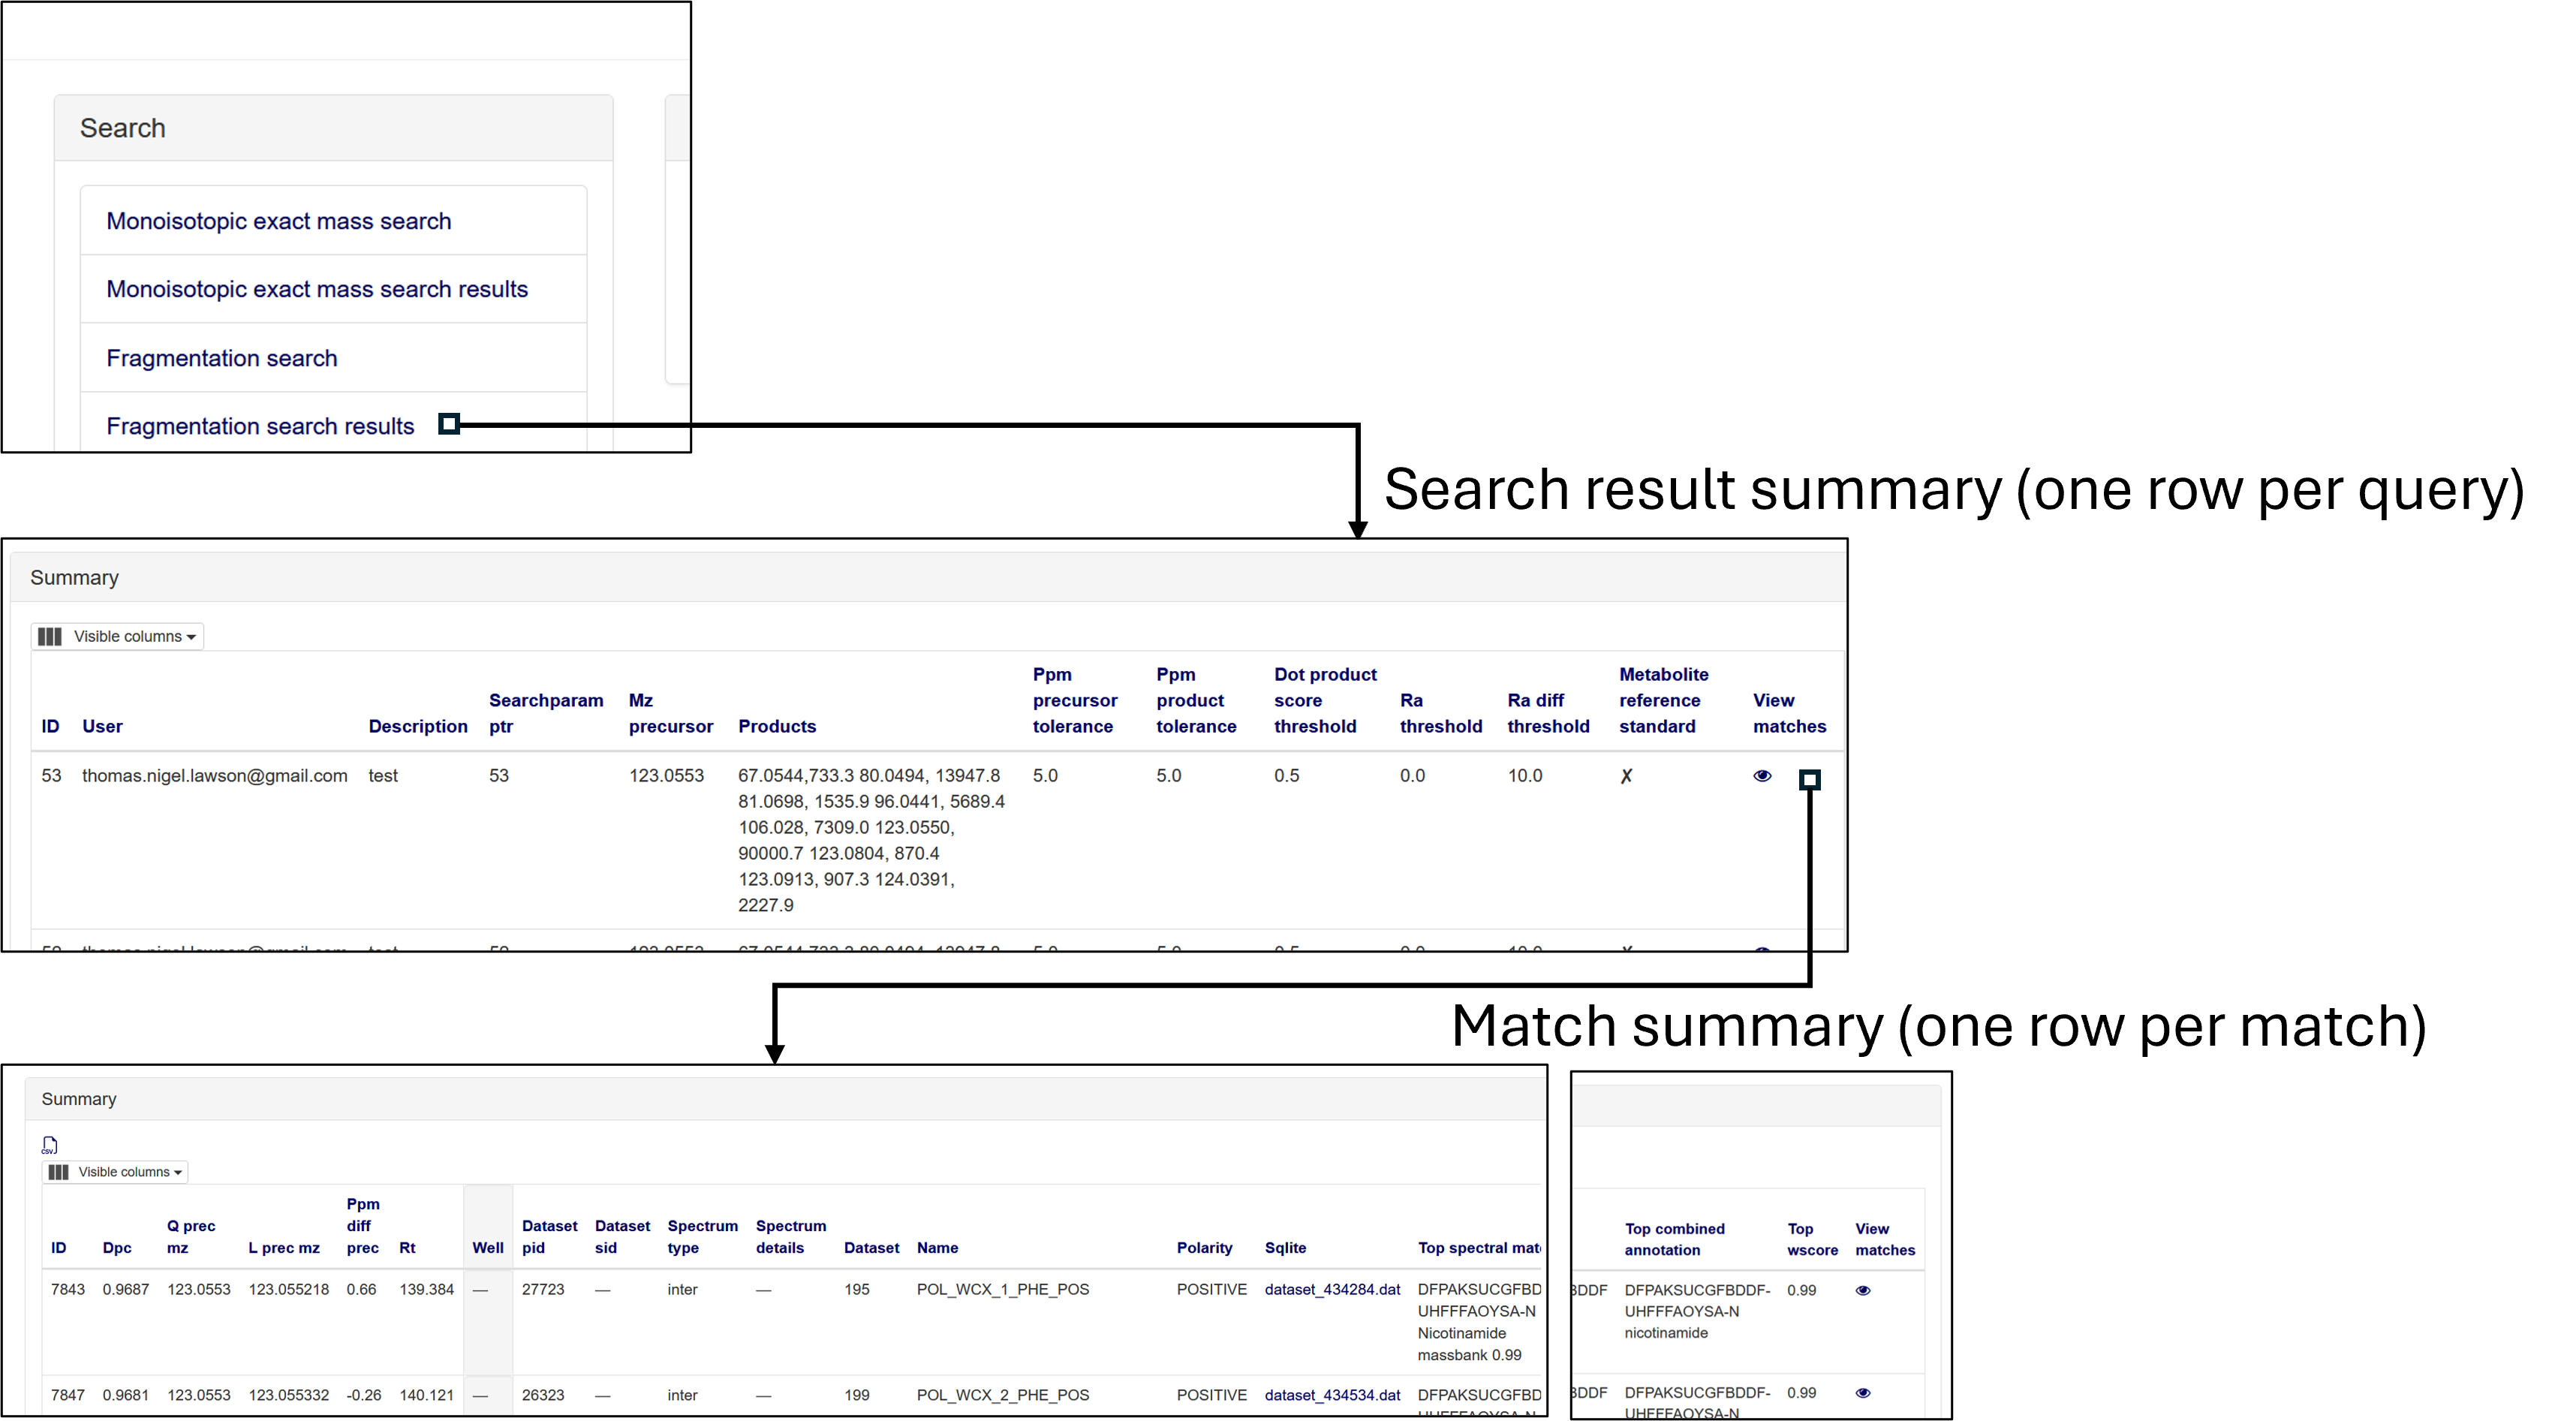 Search
Monoisotopic exact mass search
Monoisotopic exact mass search results
Fragmentation search
Fragmentation search results
Search result summary (one row per query)
Summary
Visible columns
ID User Description Searchparam ptr Mz precursor Products Ppm precursor tolerance Ppm product tolerance Dot product score threshold Ra threshold Ra diff threshold Metabolite reference standard View matches
53 thomas.nigel.lawson@gmail.com test 53 123.0553 67.0544,733.3 80.0494, 13947.8 5.0 5.0 0.5 0.0 10.0 ✗
81.0698, 1535.9 96.0441, 5689.4
106.028, 7309.0 123.0550,
90000.7 123.0804, 870.4
123.0913, 907.3 124.0391,
2227.9
Match summary (one row per match)
Summary
csv
Visible columns
ID Dpc Q prec mz L prec mz Ppm diff prec Rt Well Dataset pid Dataset sid Spectrum type Spectrum details Dataset Name Polarity Sqlite Top spectral mat
Top combined annotation Top wscore View matches
7843 0.9687 123.0553 123.055218 0.66 139.384 — 27723 — inter — 195 POL_WCX_1_PHE_POS POSITIVE dataset_434284.dat DFPAKSUCGFBD
UHFFFAOYSA-N
Nicotinamide
massbank 0.99
BDDF DFPAKSUCGFBDDF- 0.99
UHFFFAOYSA-N
nicotinamide
7847 0.9681 123.0553 123.055332 -0.26 140.121 — 26323 — inter — 199 POL_WCX_2_PHE_POS POSITIVE dataset_434534.dat DFPAKSUCGFBD
BDDF DFPAKSUCGFBDDF- 0.99
UHFFFAOYSA-N